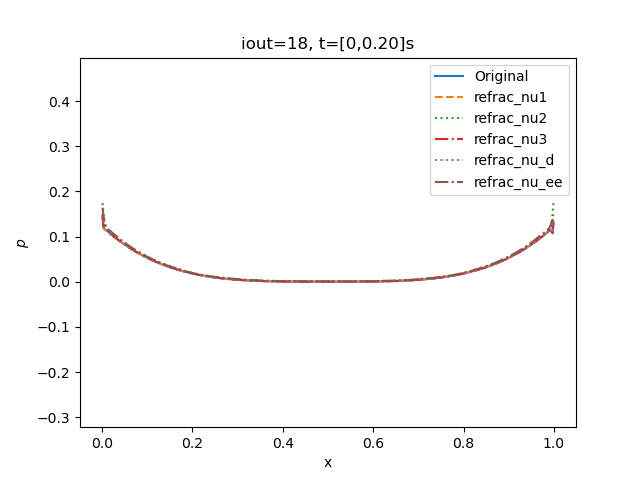 iout=18, t=[0,0.20]s
Original
refrac_nu1
refrac_nu2
refrac_nu3
refrac_nu_d
refrac_nu_ee
0.4
0.3
0.2
0.1
0.0
−0.1
−0.2
−0.3
p
0.0 0.2 0.4 0.6 0.8 1.0
x